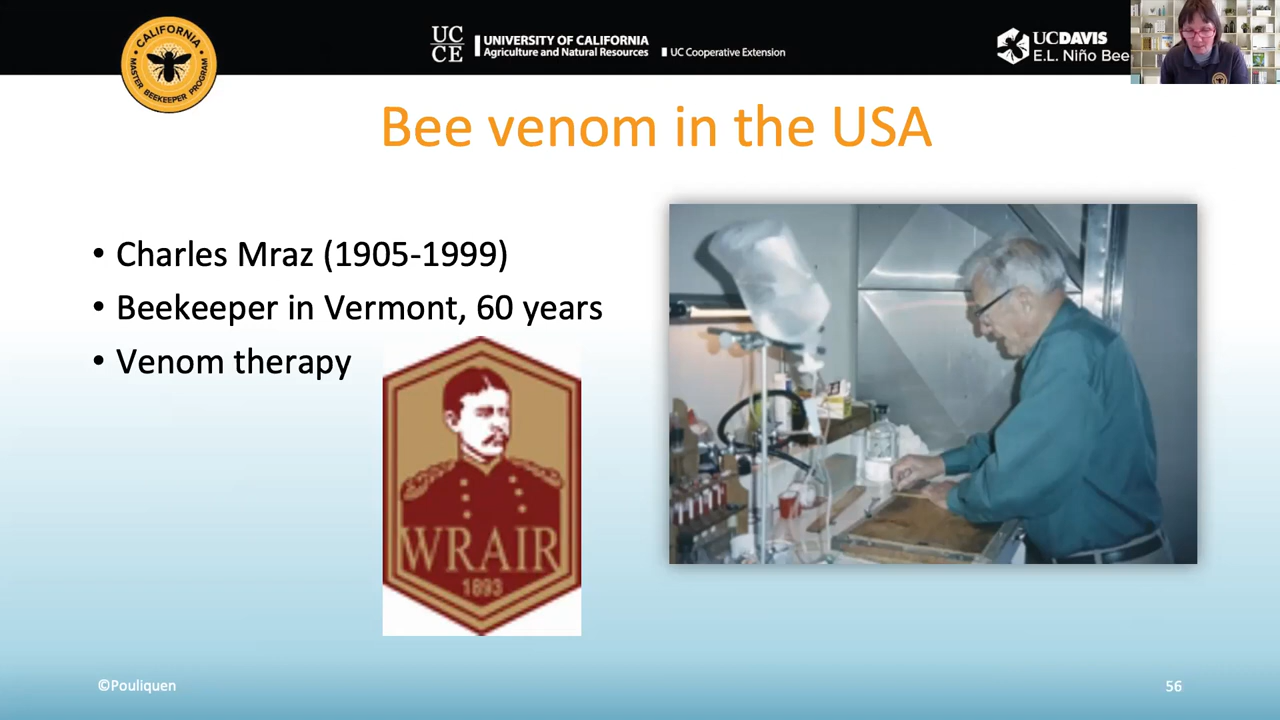 CALIFORNIA
MASTER BEEKEEPER PROGRAM
UC
CE
UNIVERSITY OF CALIFORNIA
Agriculture and Natural Resources
UC Cooperative Extension
UCDAVIS
E.L. Niño Bee
Bee venom in the USA
• Charles Mraz (1905-1999)
• Beekeeper in Vermont, 60 years
• Venom therapy
WRAIR
1893
©Pouliquen
56